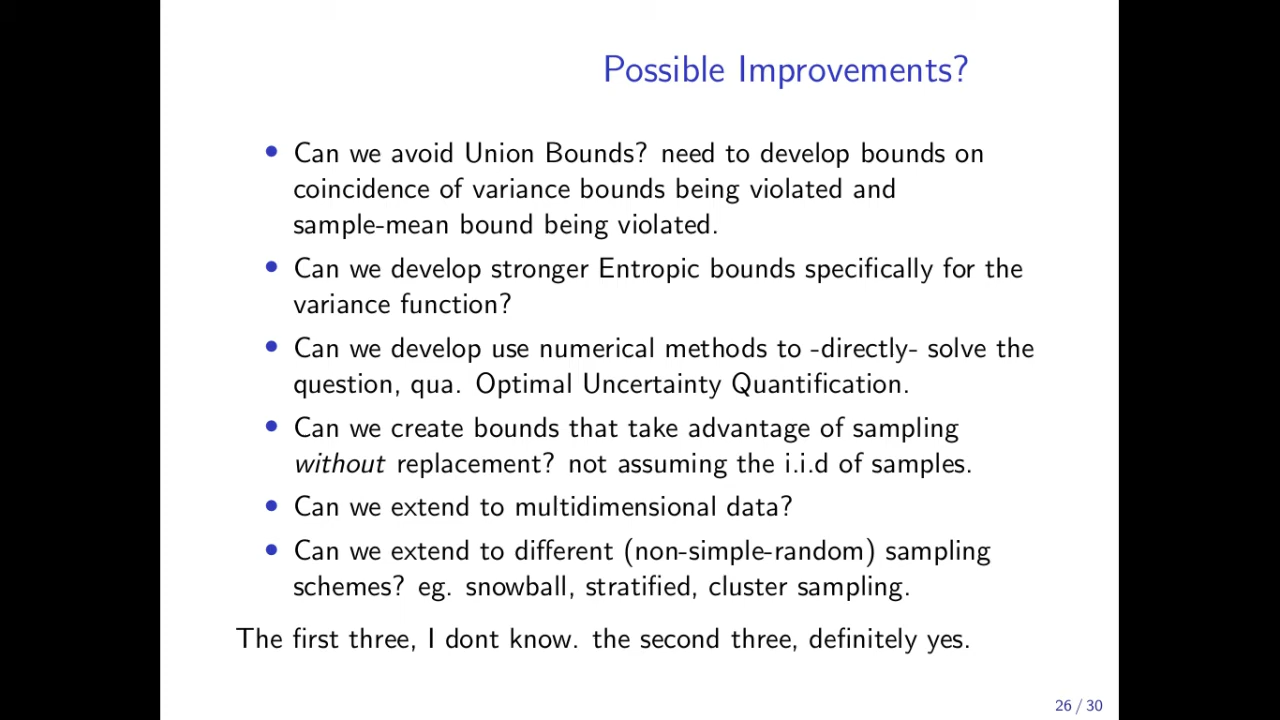 Possible Improvements?
• Can we avoid Union Bounds? need to develop bounds on
coincidence of variance bounds being violated and
sample-mean bound being violated.
• Can we develop stronger Entropic bounds specifically for the
variance function?
• Can we develop use numerical methods to -directly- solve the
question, qua. Optimal Uncertainty Quantification.
• Can we create bounds that take advantage of sampling
without replacement? not assuming the i.i.d of samples.
• Can we extend to multidimensional data?
• Can we extend to different (non-simple-random) sampling
schemes? eg. snowball, stratified, cluster sampling.
The first three, I dont know. the second three, definitely yes.
26 / 30